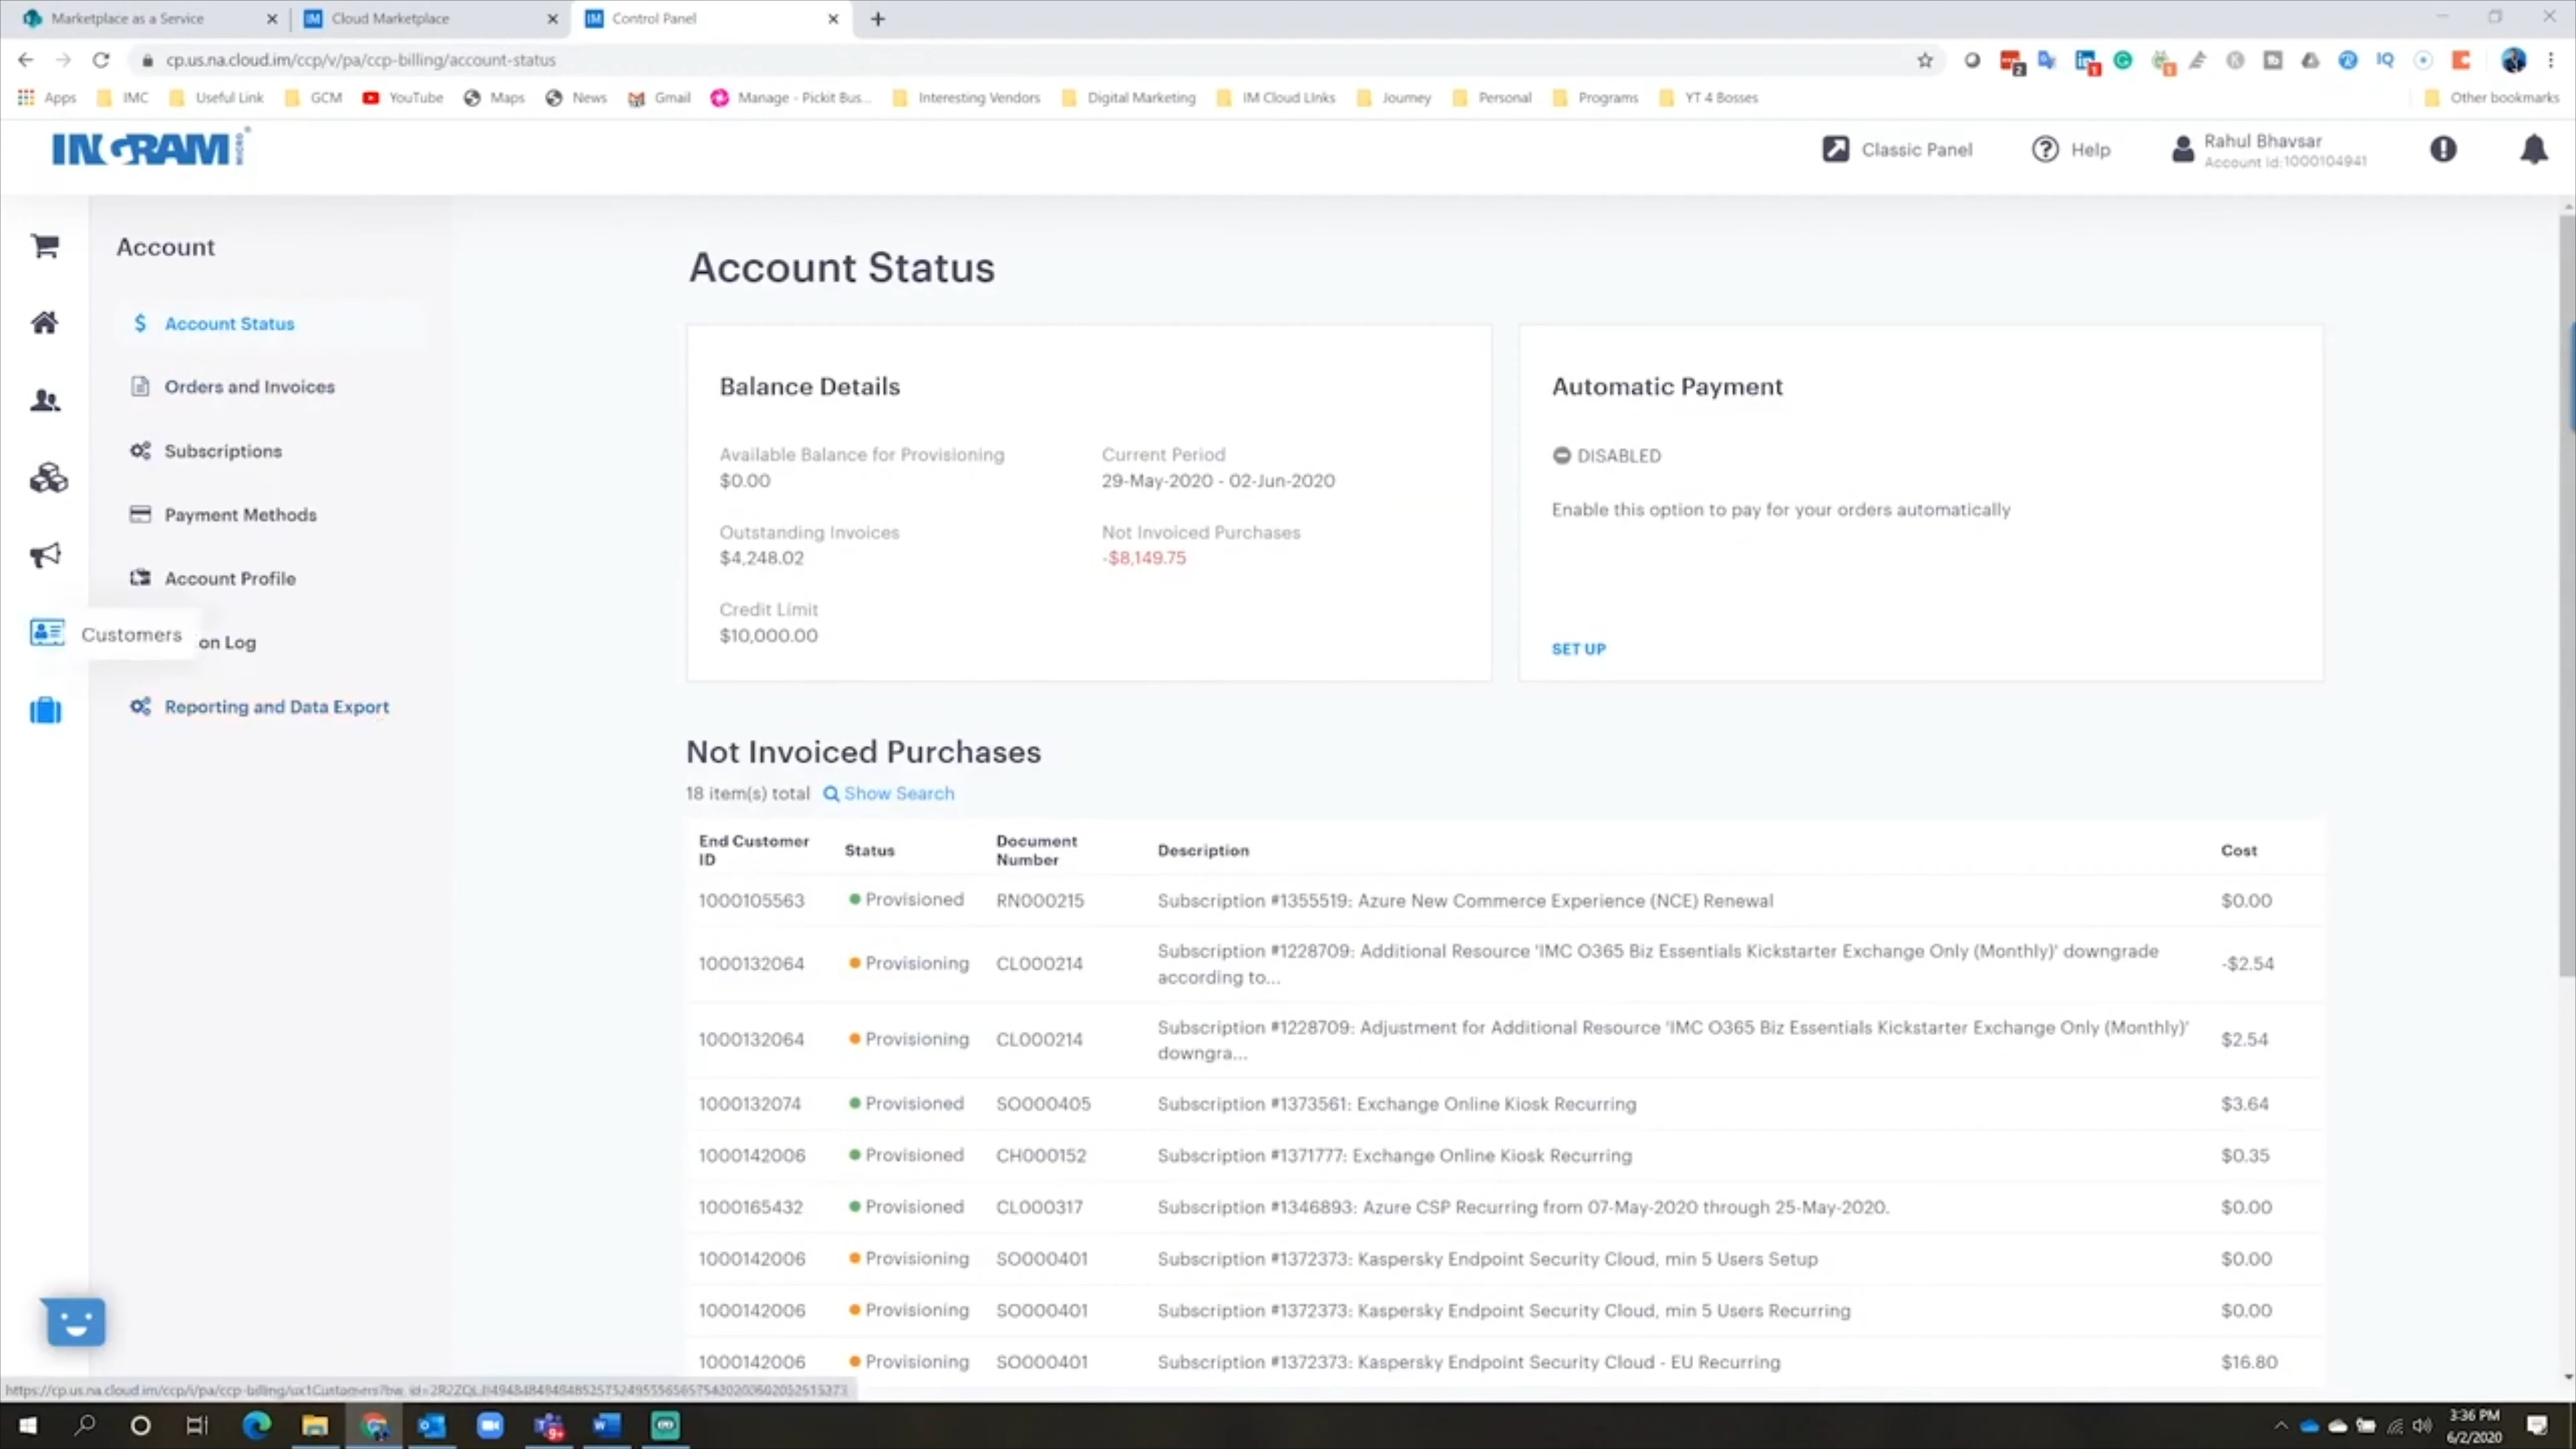 Marketplace as a Service
Cloud Marketplace
Control Panel
cp.us.na.cloud.im/ccp/v/pa/ccp-billing/account-status
Apps
IMC
Useful Link
GCM
YouTube
Maps
News
Gmail
Manage - Pickit Bus...
Interesting Vendors
Digital Marketing
IM Cloud LInks
Journey
Personal
Programs
YT 4 Bosses
Other bookmarks
INGRAM MICRO
Classic Panel
Help
Rahul Bhavsar
Account Id:1000104941
Account
Account Status
Orders and Invoices
Subscriptions
Payment Methods
Account Profile
Customers
on Log
Reporting and Data Export
Account Status
Balance Details
Available Balance for Provisioning
$0.00
Current Period
29-May-2020 - 02-Jun-2020
Outstanding Invoices
$4,248.02
Not Invoiced Purchases
-$8,149.75
Credit Limit
$10,000.00
Automatic Payment
DISABLED
Enable this option to pay for your orders automatically
SET UP
Not Invoiced Purchases
18 item(s) total Show Search
End Customer ID Status Document Number Description Cost
1000105563 Provisioned RN000215 Subscription #1355519: Azure New Commerce Experience (NCE) Renewal $0.00
1000132064 Provisioning CL000214 Subscription #1228709: Additional Resource 'IMC O365 Biz Essentials Kickstarter Exchange Only (Monthly)' downgrade according to... -$2.54
1000132064 Provisioning CL000214 Subscription #1228709: Adjustment for Additional Resource 'IMC O365 Biz Essentials Kickstarter Exchange Only (Monthly)' downgra... $2.54
1000132074 Provisioned SO000405 Subscription #1373561: Exchange Online Kiosk Recurring $3.64
1000142006 Provisioned CH000152 Subscription #1371777: Exchange Online Kiosk Recurring $0.35
1000165432 Provisioned CL000317 Subscription #1346893: Azure CSP Recurring from 07-May-2020 through 25-May-2020. $0.00
1000142006 Provisioning SO000401 Subscription #1372373: Kaspersky Endpoint Security Cloud, min 5 Users Setup $0.00
1000142006 Provisioning SO000401 Subscription #1372373: Kaspersky Endpoint Security Cloud, min 5 Users Recurring $0.00
1000142006 Provisioning SO000401 Subscription #1372373: Kaspersky Endpoint Security Cloud - EU Recurring $16.80
3:36 PM
6/2/2020